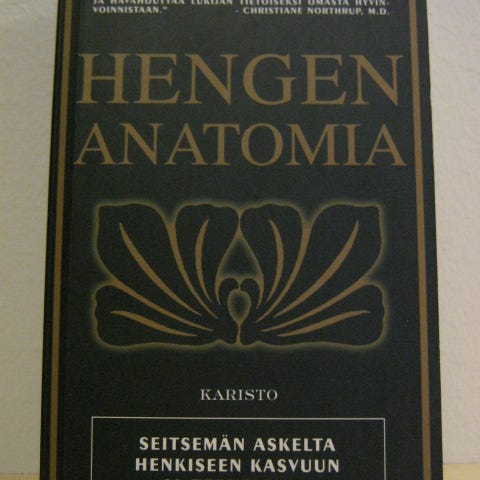 JA HAVAHDUTTAA LUKIJAN TIETOISEKSI OMASTA HYVIN-
VOINNISTAAN." - CHRISTIANE NORTHRUP, M.D.
HENGEN
ANATOMIA
KARISTO
SEITSEMÄN ASKELTA
HENKISEEN KASVUUN